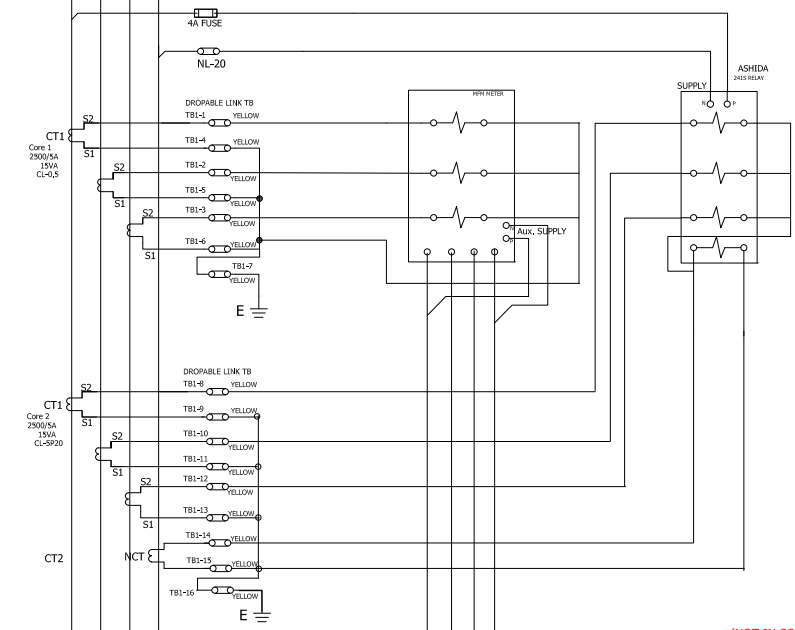 4A FUSE
NL-20
ASHIDA
2415 RELAY
SUPPLY
N P
MFM METER
DROPABLE LINK TB
S2 TB1-1 YELLOW
CT1
Core 1
2500/5A
15VA
CL-0.5
S1 TB1-4 YELLOW
S2 TB1-2 YELLOW
S1 TB1-5 YELLOW
S2 TB1-3 YELLOW
S1 TB1-6 YELLOW
N
Aux. SUPPLY
P
TB1-7
YELLOW
E
DROPABLE LINK TB
S2 TB1-8 YELLOW
CT1
Core 2
2500/5A
15VA
CL-5P20
S1 TB1-9 YELLOW
S2 TB1-10 YELLOW
S1 TB1-11 YELLOW
S2 TB1-12 YELLOW
S1 TB1-13 YELLOW
TB1-14 YELLOW
CT2 NCT
TB1-15 YELLOW
TB1-16 YELLOW
E